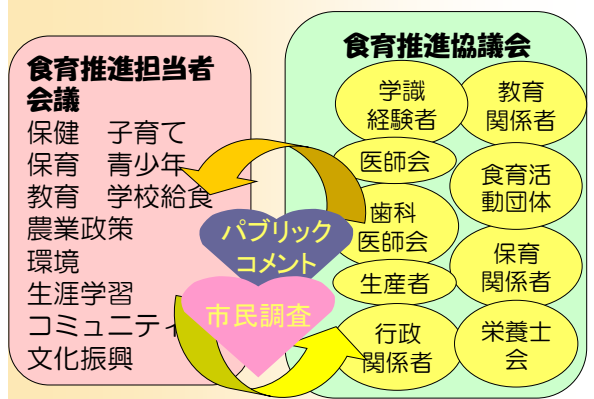 食育推進担当者
会議
保健　子育て
保育　青少年
教育　学校給食
農業政策
環境
生涯学習
コミュニティ
文化振興
パブリック
コメント
市民調査
食育推進協議会
学識
経験者
教育
関係者
医師会
食育活
動団体
歯科
医師会
保育
関係者
生産者
行政
関係者
栄養士
会